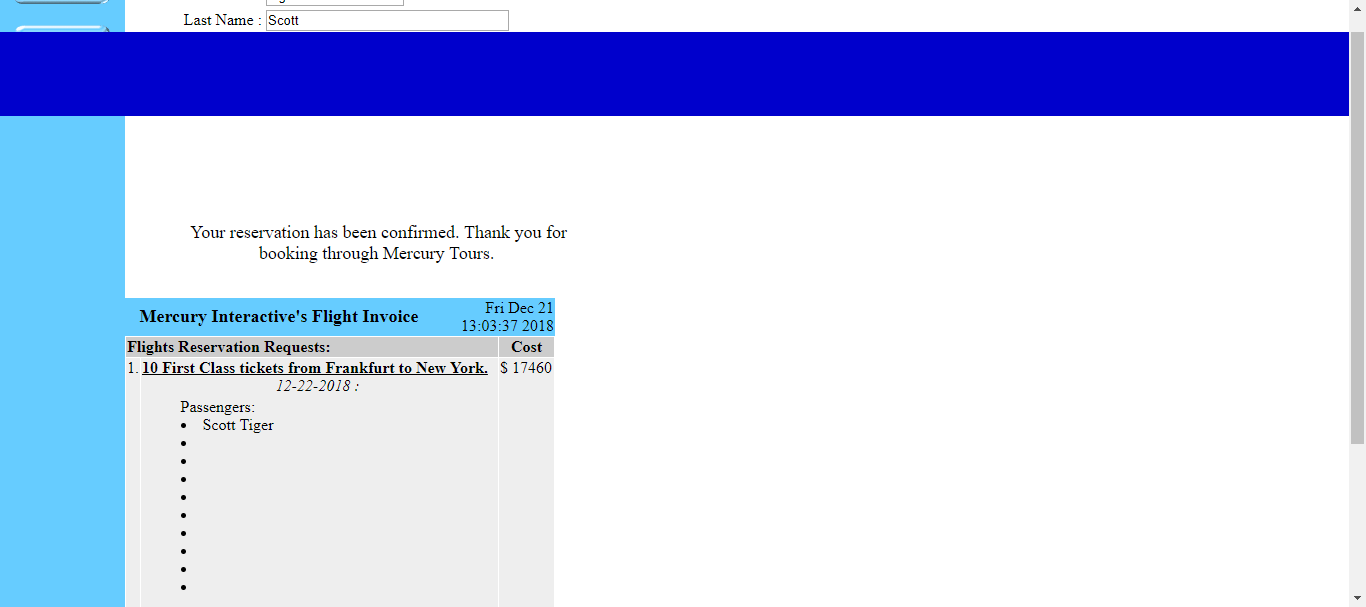 Last Name : Scott
Your reservation has been confirmed. Thank you for
booking through Mercury Tours.
Mercury Interactive's Flight Invoice
Fri Dec 21
13:03:37 2018
Flights Reservation Requests: Cost
1. 10 First Class tickets from Frankfurt to New York. $ 17460
12-22-2018 :
Passengers:
• Scott Tiger
•
•
•
•
•
•
•
•
•